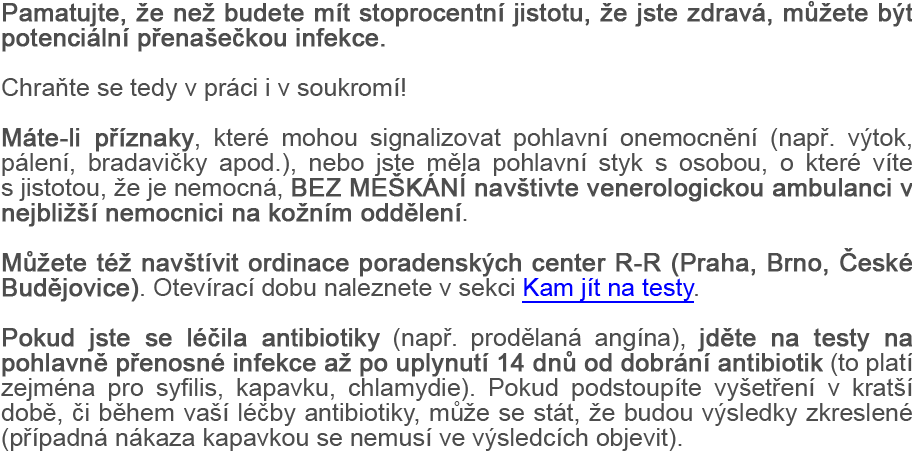 Pamatujte, že než budete mít stoprocentní jistotu, že jste zdravá, můžete být
potenciální přenašečkou infekce.
Chraňte se tedy v práci i v soukromí!
Máte-li příznaky, které mohou signalizovat pohlavní onemocnění (např. výtok,
pálení, bradavičky apod.), nebo jste měla pohlavní styk s osobou, o které víte
s jistotou, že je nemocná, BEZ MEŠKÁNÍ navštivte venerologickou ambulanci v
nejbližší nemocnici na kožním oddělení.
Můžete též navštívit ordinace poradenských center R-R (Praha, Brno, České
Budějovice). Otevírací dobu naleznete v sekci Kam jít na testy.
Pokud jste se léčila antibiotiky (např. prodělaná angína), jděte na testy na
pohlavně přenosné infekce až po uplynutí 14 dnů od dobrání antibiotik (to platí
zejména pro syfilis, kapavku, chlamydie). Pokud podstoupíte vyšetření v kratší
době, či během vaší léčby antibiotiky, může se stát, že budou výsledky zkreslené
(případná nákaza kapavkou se nemusí ve výsledcích objevit).